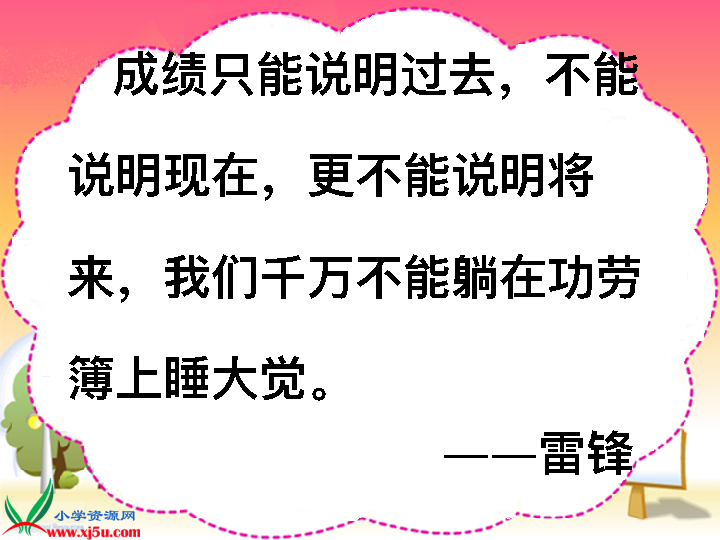 成绩只能说明过去，不能
说明现在，更不能说明将
来，我们千万不能躺在功劳
簿上睡大觉。
——雷锋
小学资源网
www.xj5u.com